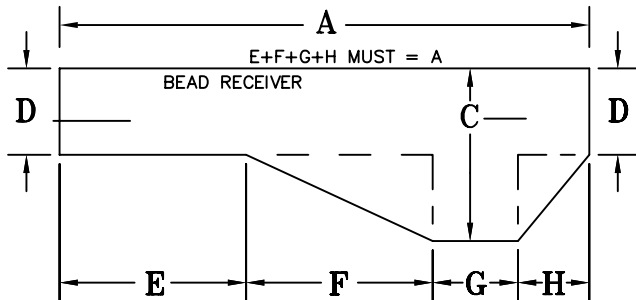 A
E+F+G+H MUST = A
BEAD RECEIVER
D
C
D
E
F
G
H